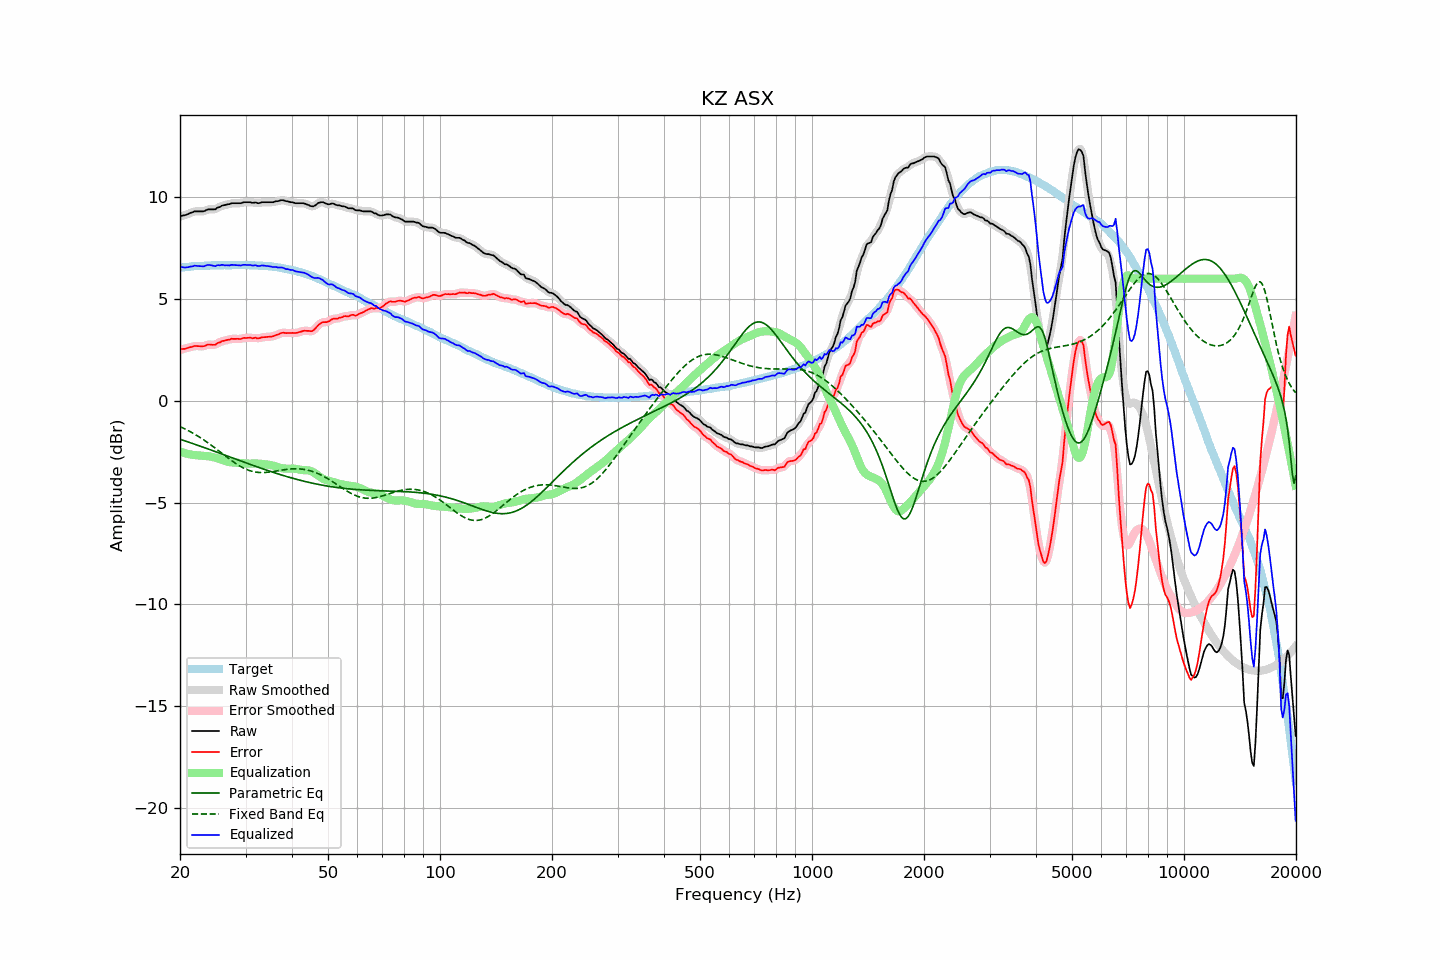 KZ ASX
10
5
0
−5
−10
−15
−20
Amplitude (dBr)
Target
Raw Smoothed
Error Smoothed
Raw
Error
Equalization
Parametric Eq
Fixed Band Eq
Equalized
20 50 100 200 500 1000 2000 5000 10000 20000
Frequency (Hz)